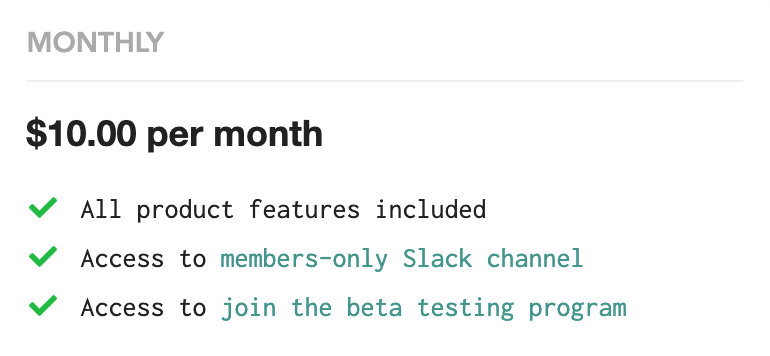 MONTHLY
$10.00 per month
All product features included
Access to members-only Slack channel
Access to join the beta testing program